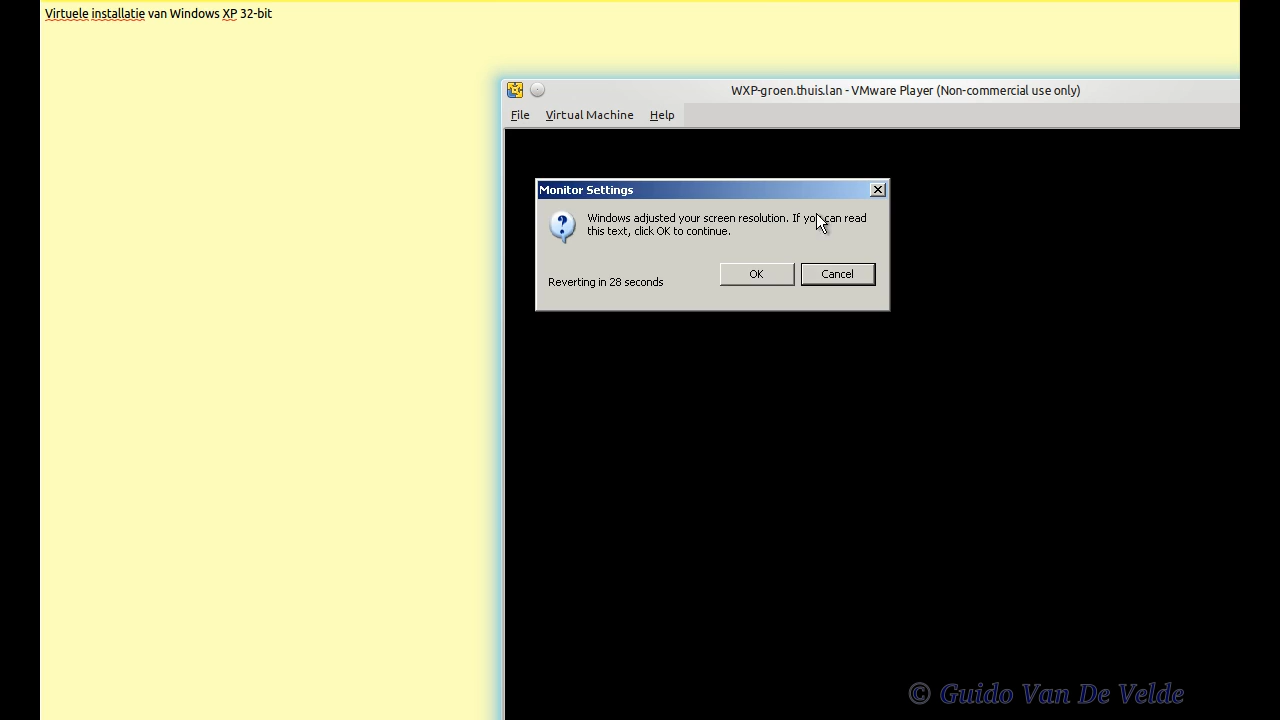 Virtuele installatie van Windows XP 32-bit
WXP-groen.thuis.lan - VMware Player (Non-commercial use only)
File Virtual Machine Help
Monitor Settings
Windows adjusted your screen resolution. If you can read
this text, click OK to continue.
OK Cancel
Reverting in 28 seconds
© Guido Van De Velde